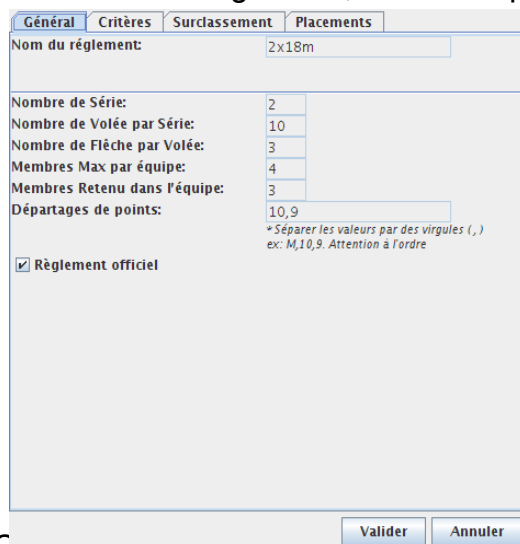 Général Critères Surclassement Placements
Nom du réglement: 2x18m
Nombre de Série: 2
Nombre de Volée par Série: 10
Nombre de Flêche par Volée: 3
Membres Max par équipe: 4
Membres Retenu dans l'équipe: 3
Départages de points: 10,9
*Séparer les valeurs par des virgules (,)
ex: M,10,9. Attention à l'ordre
Règlement officiel
Valider Annuler